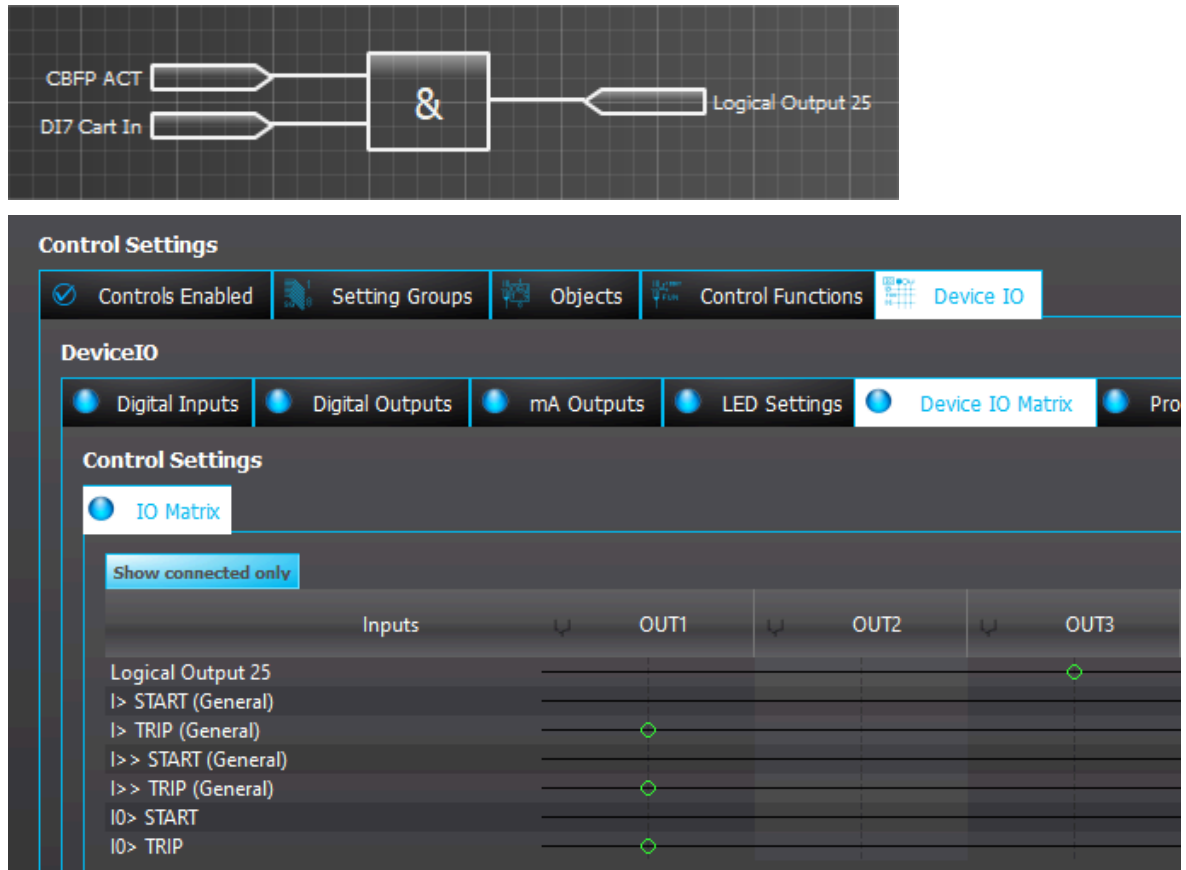 CBFP ACT
&
Logical Output 25
DI7 Cart In
Control Settings
Controls Enabled Setting Groups Objects Control Functions Device IO
DeviceIO
Digital Inputs Digital Outputs mA Outputs LED Settings Device IO Matrix Pro
Control Settings
IO Matrix
Show connected only
Inputs OUT1 OUT2 OUT3
Logical Output 25
I> START (General)
I> TRIP (General)
I>> START (General)
I>> TRIP (General)
I0> START
I0> TRIP